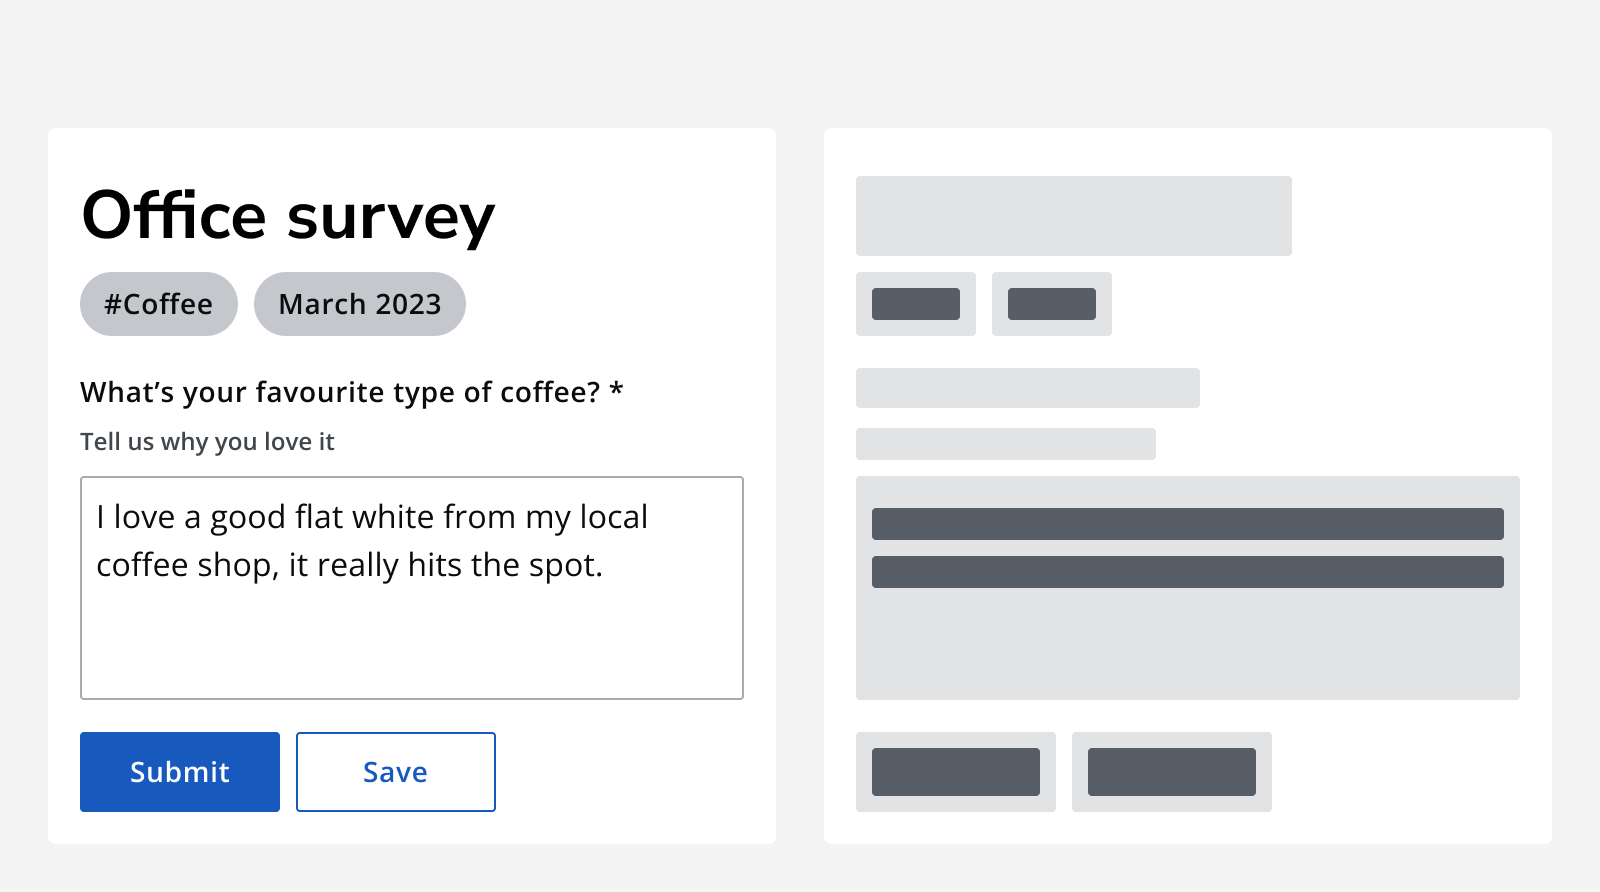 Office survey
#Coffee March 2023
What’s your favourite type of coffee? *
Tell us why you love it
I love a good flat white from my local
coffee shop, it really hits the spot.
Submit Save